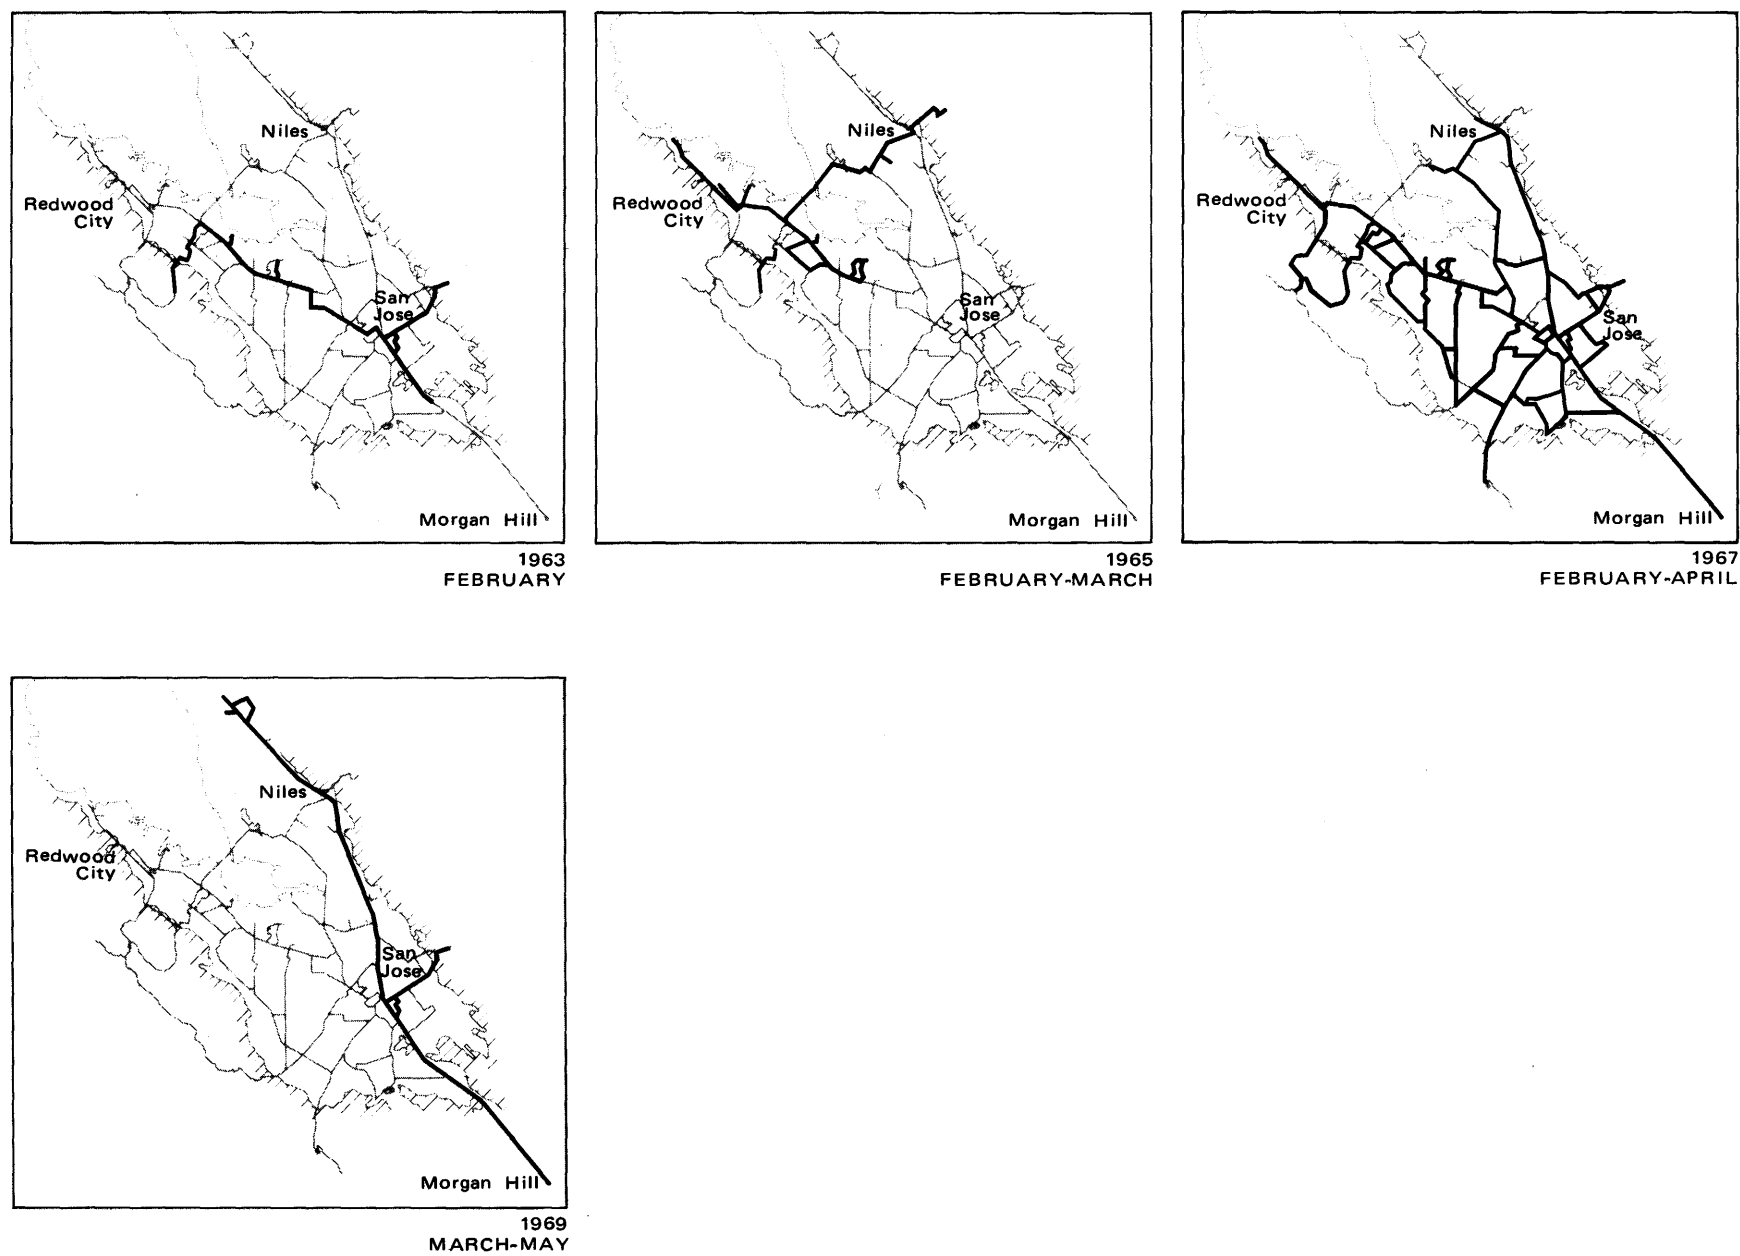 Niles
Redwood
City
San
Jose
Morgan Hill
1963
FEBRUARY
Niles
Redwood
City
San
Jose
Morgan Hill
1965
FEBRUARY-MARCH
Niles
Redwood
City
San
Jose
Morgan Hill
1967
FEBRUARY-APRIL
Niles
Redwood
City
San
Jose
Morgan Hill
1969
MARCH-MAY